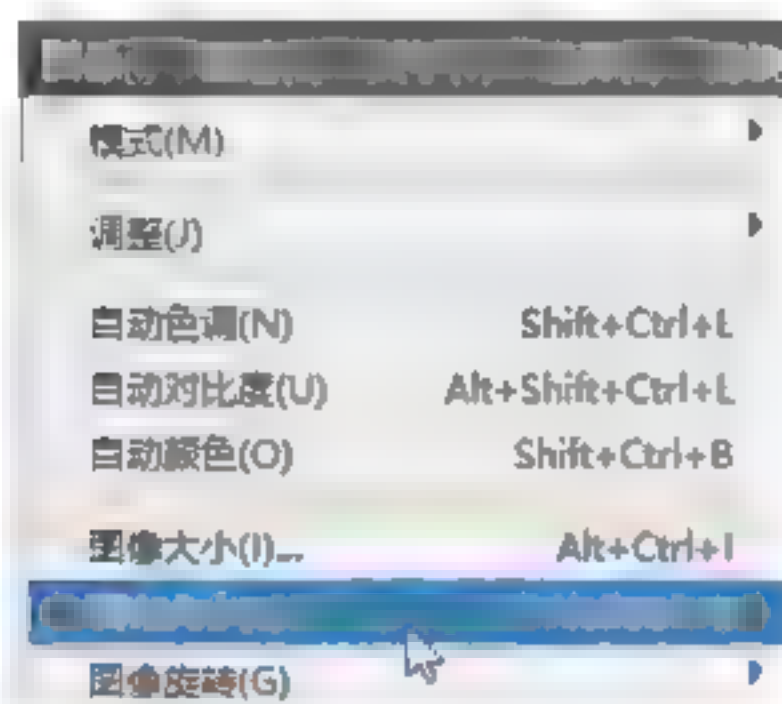 模式(M)
调整(J)
自动色调(N) Shift+Ctrl+L
自动对比度(U) Alt+Shift+Ctrl+L
自动颜色(O) Shift+Ctrl+B
图像大小(I)... Alt+Ctrl+I
图像旋转(G)